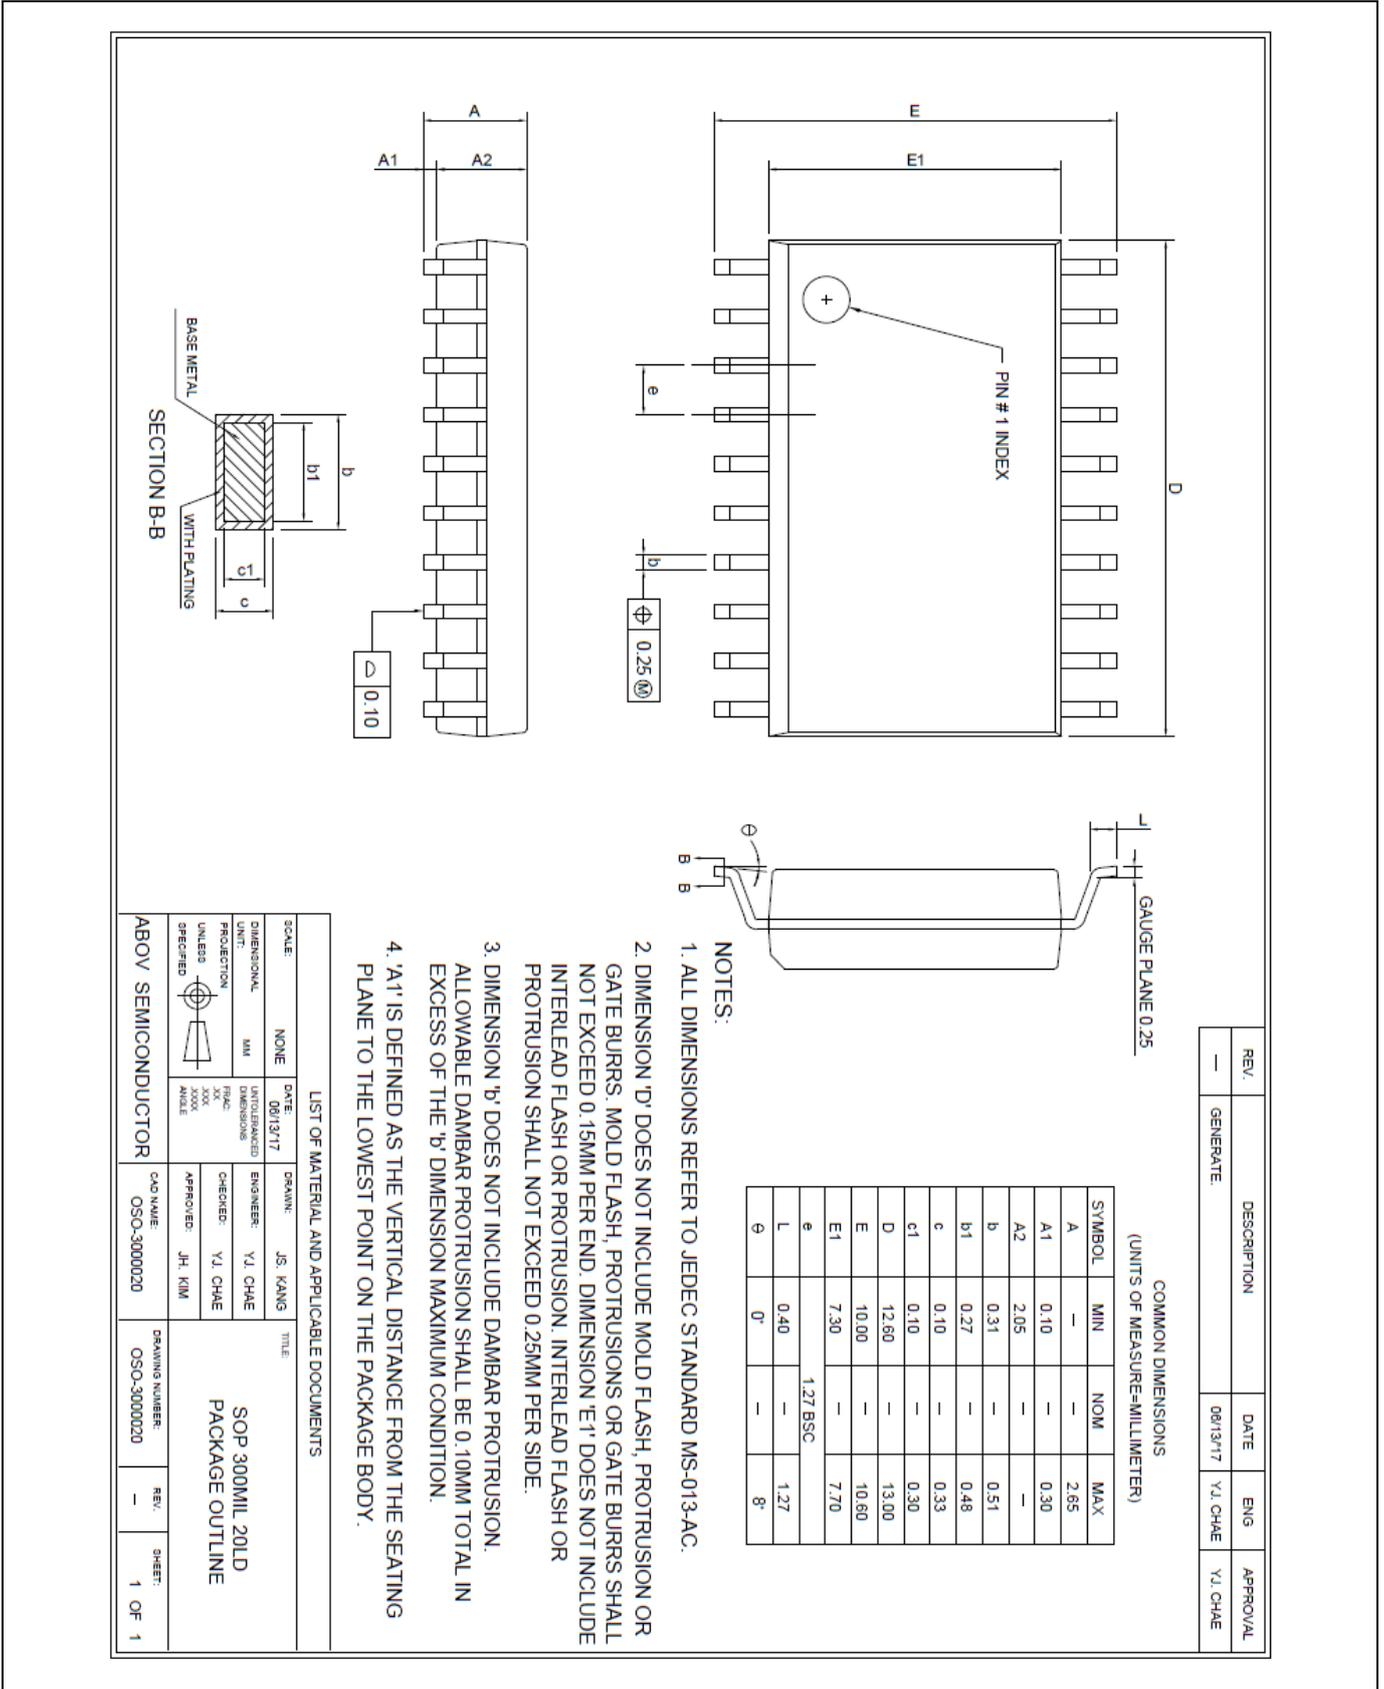 REV. DESCRIPTION DATE ENG APPROVAL
— GENERATE. 06/13/'17 YJ. CHAE YJ. CHAE
E
E1
D
PIN # 1 INDEX
e
b
0.25 Ⓜ
L
GAUGE PLANE 0.25
θ
B B
A
A1 A2
0.10
BASE METAL
WITH PLATING
b
b1
c1
c
SECTION B-B
COMMON DIMENSIONS
(UNITS OF MEASURE=MILLIMETER)
SYMBOL MIN NOM MAX
A — — 2.65
A1 0.10 — 0.30
A2 2.05 — —
b 0.31 — 0.51
b1 0.27 — 0.48
c 0.10 — 0.33
c1 0.10 — 0.30
D 12.60 — 13.00
E 10.00 — 10.60
E1 7.30 — 7.70
e 1.27 BSC
L 0.40 — 1.27
θ 0° — 8°
NOTES:
1. ALL DIMENSIONS REFER TO JEDEC STANDARD MS-013-AC.
2. DIMENSION 'D' DOES NOT INCLUDE MOLD FLASH, PROTRUSION OR
GATE BURRS. MOLD FLASH, PROTRUSIONS OR GATE BURRS SHALL
NOT EXCEED 0.15MM PER END. DIMENSION 'E1' DOES NOT INCLUDE
INTERLEAD FLASH OR PROTRUSION. INTERLEAD FLASH OR
PROTRUSION SHALL NOT EXCEED 0.25MM PER SIDE.
3. DIMENSION 'b' DOES NOT INCLUDE DAMBAR PROTRUSION.
ALLOWABLE DAMBAR PROTRUSION SHALL BE 0.10MM TOTAL IN
EXCESS OF THE 'b' DIMENSION MAXIMUM CONDITION.
4. 'A1' IS DEFINED AS THE VERTICAL DISTANCE FROM THE SEATING
PLANE TO THE LOWEST POINT ON THE PACKAGE BODY.
LIST OF MATERIAL AND APPLICABLE DOCUMENTS
SCALE: NONE
DATE: 06/13/'17
DRAWN: JS. KANG
TITLE:
SOP 300MIL 20LD
PACKAGE OUTLINE
DIMENSIONAL
UNIT: MM
UNTOLERANCED
DIMENSIONS
FRAC:
.XX
.XXX
.XXXX
ANGLE
ENGINEER: YJ. CHAE
PROJECTION
UNLESS
SPECIFIED
CHECKED: YJ. CHAE
APPROVED: JH. KIM
ABOV SEMICONDUCTOR
CAD NAME:
OSO-3000020
DRAWING NUMBER:
OSO-3000020
REV.
—
SHEET:
1 OF 1